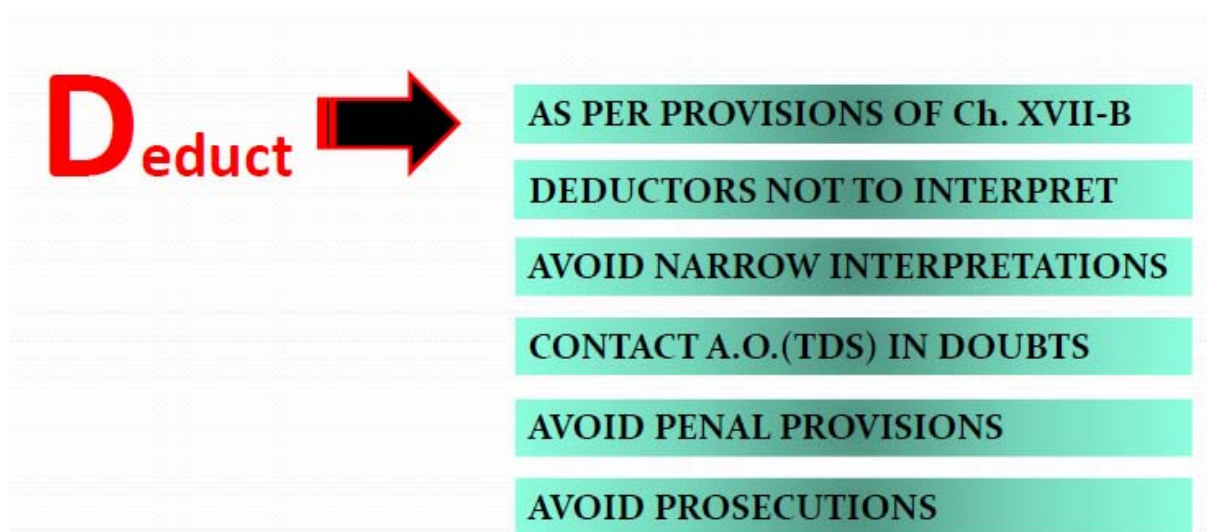 Deduct
AS PER PROVISIONS OF Ch. XVII-B
DEDUCTORS NOT TO INTERPRET
AVOID NARROW INTERPRETATIONS
CONTACT A.O.(TDS) IN DOUBTS
AVOID PENAL PROVISIONS
AVOID PROSECUTIONS